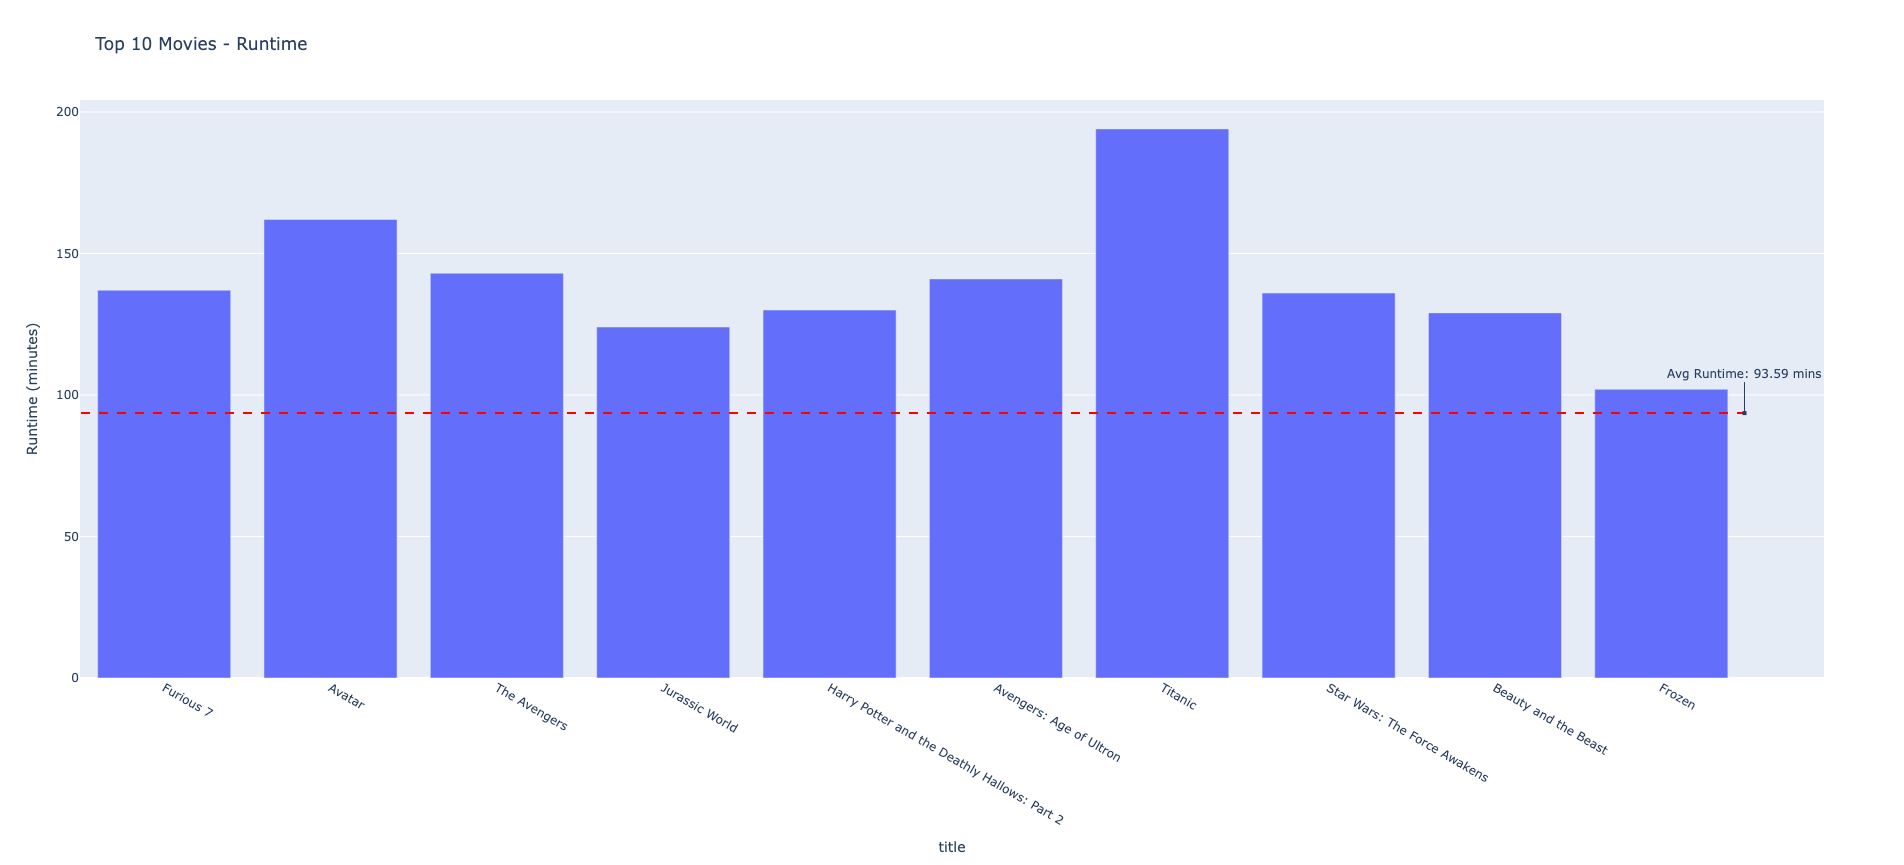 Top 10 Movies - Runtime
200
150
100
50
0
Runtime (minutes)
Avg Runtime: 93.59 mins
Furious 7
Avatar
The Avengers
Jurassic World
Harry Potter and the Deathly Hallows: Part 2
Avengers: Age of Ultron
Titanic
Star Wars: The Force Awakens
Beauty and the Beast
Frozen
title